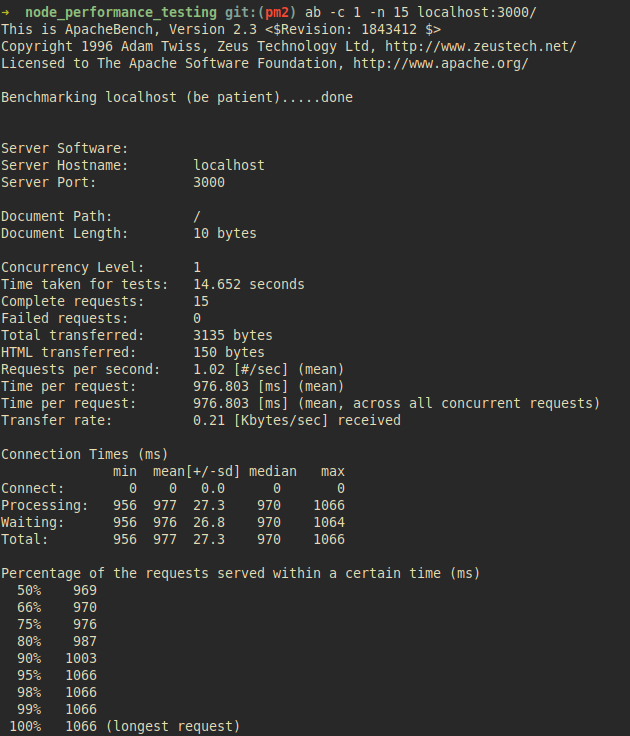 →  node_performance_testing git:(pm2) ab -c 1 -n 15 localhost:3000/
This is ApacheBench, Version 2.3 <$Revision: 1843412 $>
Copyright 1996 Adam Twiss, Zeus Technology Ltd, http://www.zeustech.net/
Licensed to The Apache Software Foundation, http://www.apache.org/

Benchmarking localhost (be patient).....done


Server Software:
Server Hostname:        localhost
Server Port:            3000

Document Path:          /
Document Length:        10 bytes

Concurrency Level:      1
Time taken for tests:   14.652 seconds
Complete requests:      15
Failed requests:        0
Total transferred:      3135 bytes
HTML transferred:       150 bytes
Requests per second:    1.02 [#/sec] (mean)
Time per request:       976.803 [ms] (mean)
Time per request:       976.803 [ms] (mean, across all concurrent requests)
Transfer rate:          0.21 [Kbytes/sec] received

Connection Times (ms)
              min  mean[+/-sd] median   max
Connect:        0    0   0.0      0       0
Processing:   956  977  27.3    970    1066
Waiting:      956  976  26.8    970    1064
Total:        956  977  27.3    970    1066

Percentage of the requests served within a certain time (ms)
  50%    969
  66%    970
  75%    976
  80%    987
  90%   1003
  95%   1066
  98%   1066
  99%   1066
 100%   1066 (longest request)